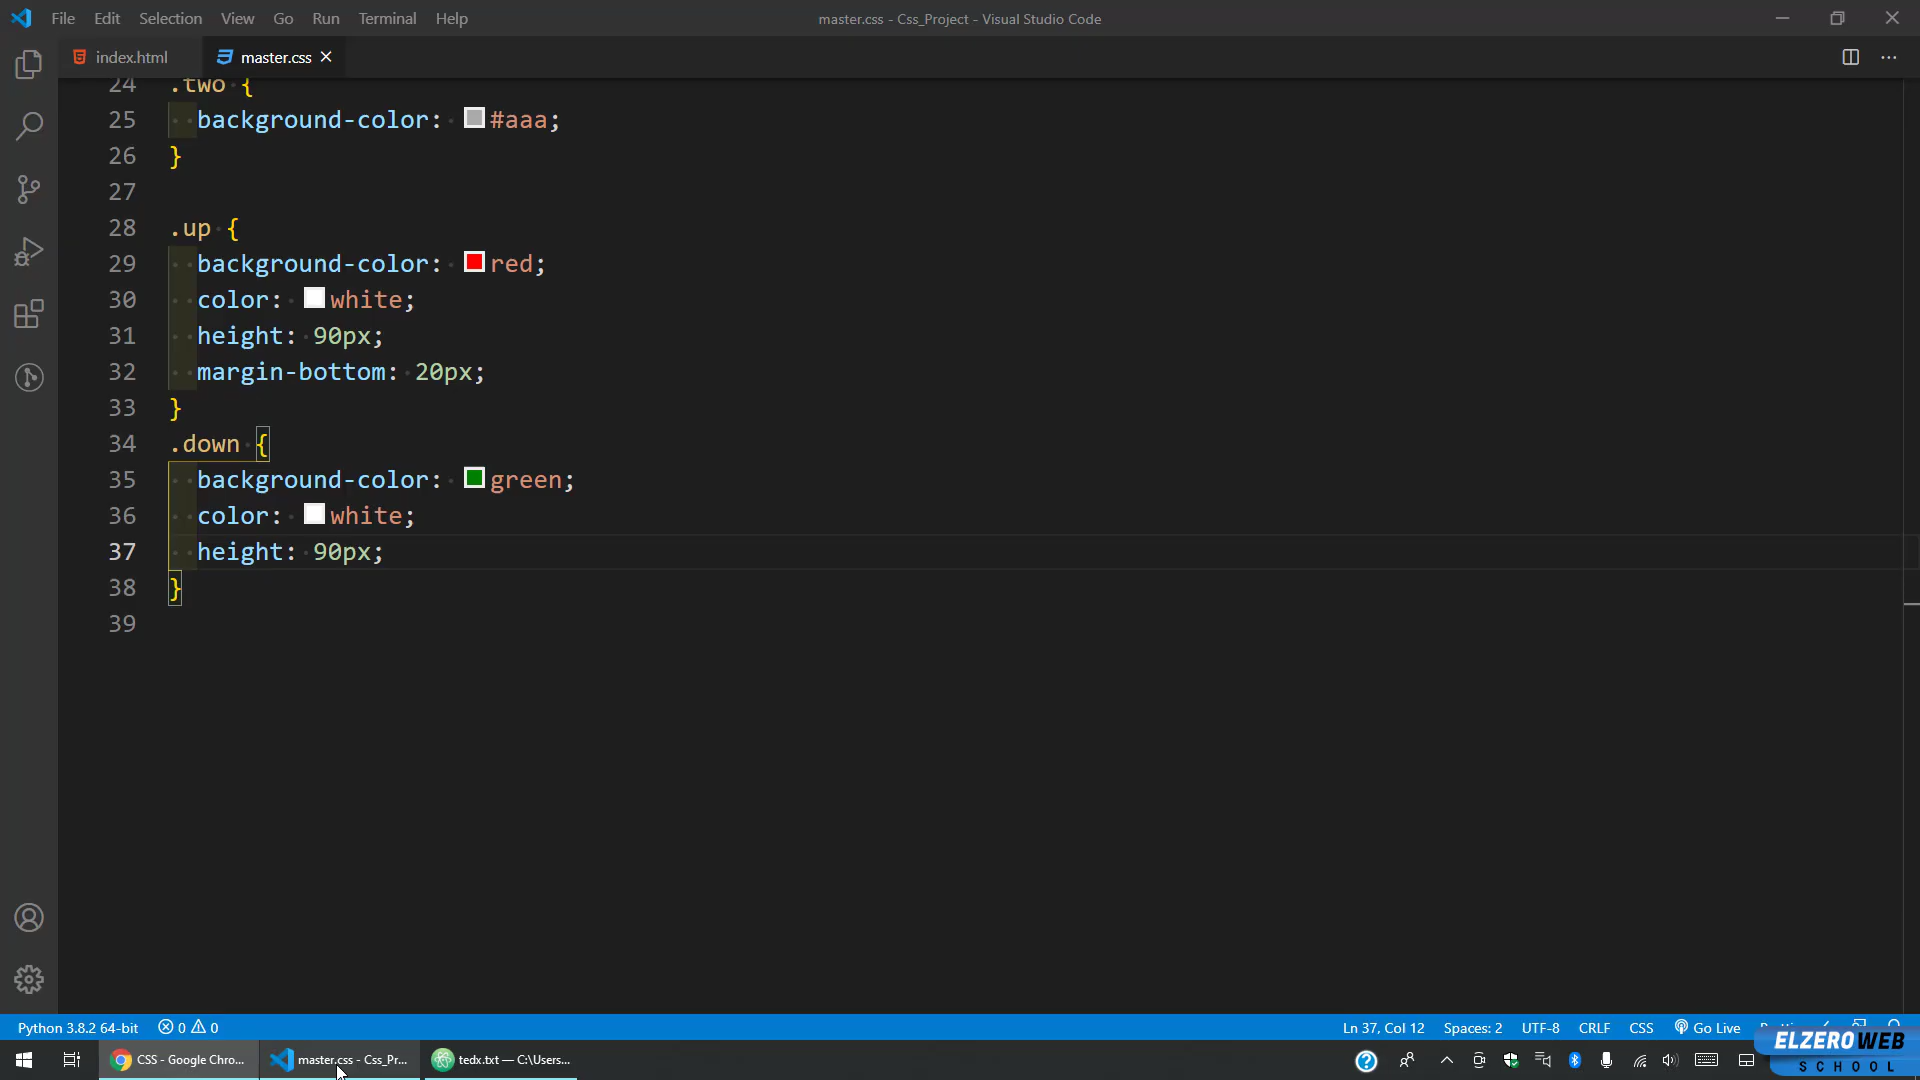 File Edit Selection View Go Run Terminal Help
master.css - Css_Project - Visual Studio Code
index.html
master.css
24 .two {
25 background-color: #aaa;
26 }
27
28 .up {
29 background-color: red;
30 color: white;
31 height: 90px;
32 margin-bottom: 20px;
33 }
34 .down {
35 background-color: green;
36 color: white;
37 height: 90px;
38 }
39
Python 3.8.2 64-bit 0 0
Ln 37, Col 12 Spaces: 2 UTF-8 CRLF CSS Go Live
CSS - Google Chro...
master.css - Css_Pr...
tedx.txt — C:\Users...
ELZEROWEB
SCHOOL